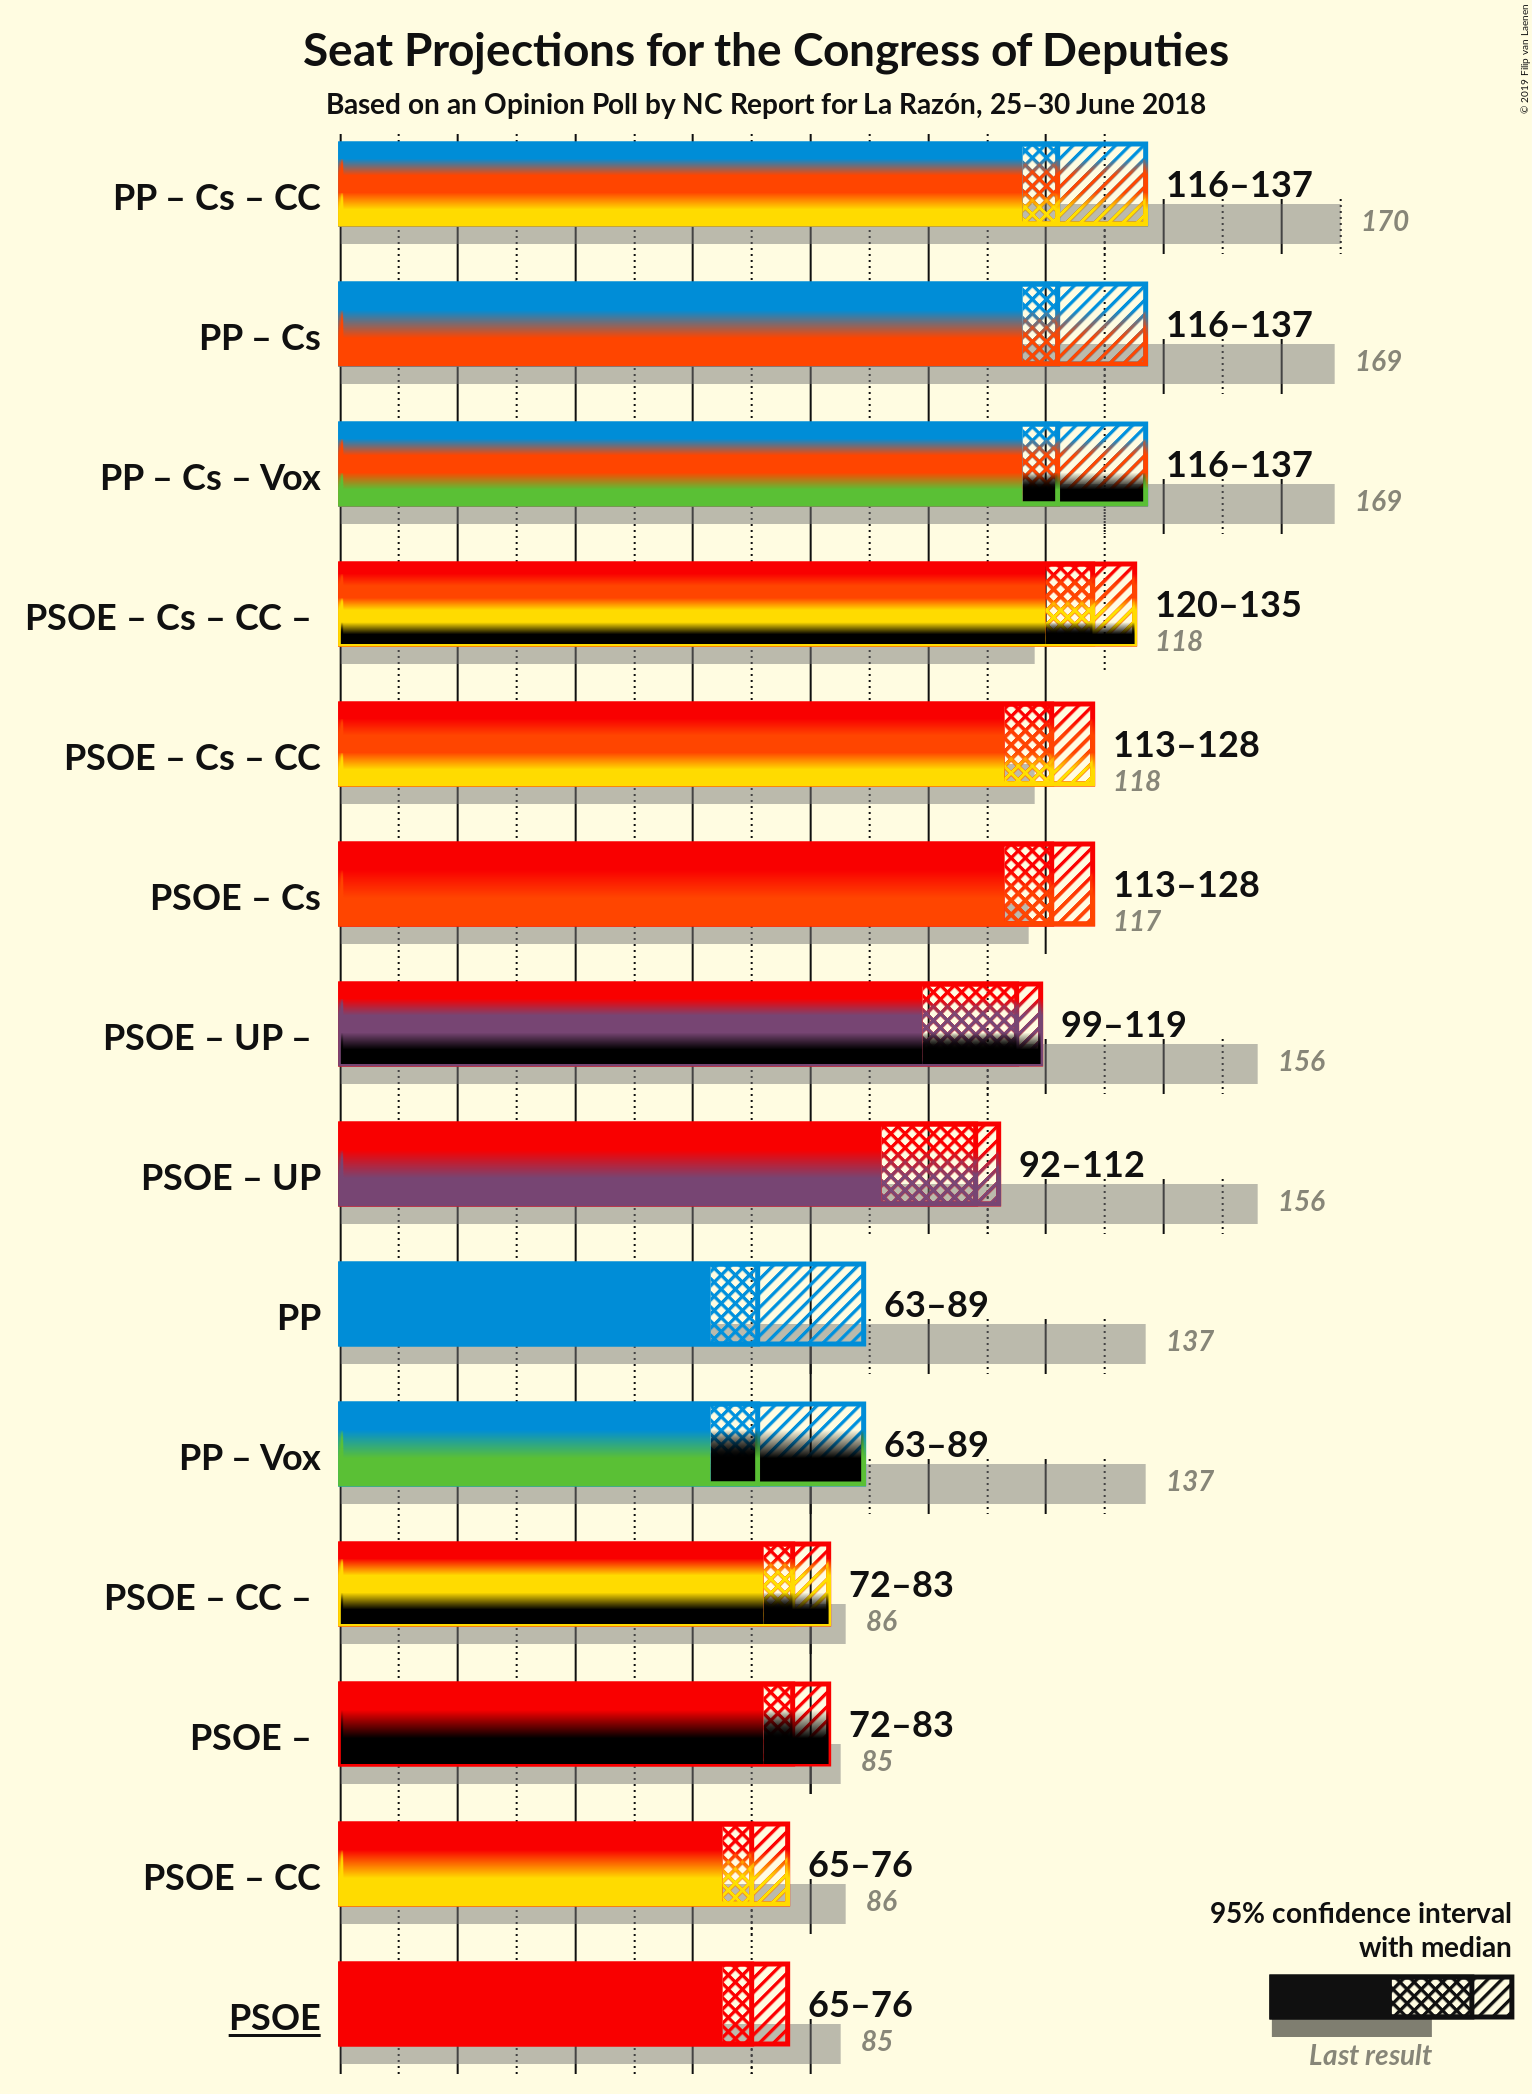 Seat Projections for the Congress of Deputies
Based on an Opinion Poll by NC Report for La Razón, 25–30 June 2018
© 2019 Filip van Laenen
PP – Cs – CC
116–137
170
PP – Cs
116–137
169
PP – Cs – Vox
116–137
169
PSOE – Cs – CC –
120–135
118
PSOE – Cs – CC
113–128
118
PSOE – Cs
113–128
117
PSOE – UP –
99–119
156
PSOE – UP
92–112
156
PP
63–89
137
PP – Vox
63–89
137
PSOE – CC –
72–83
86
PSOE –
72–83
85
PSOE – CC
65–76
86
PSOE
65–76
85
95% confidence interval
with median
Last result